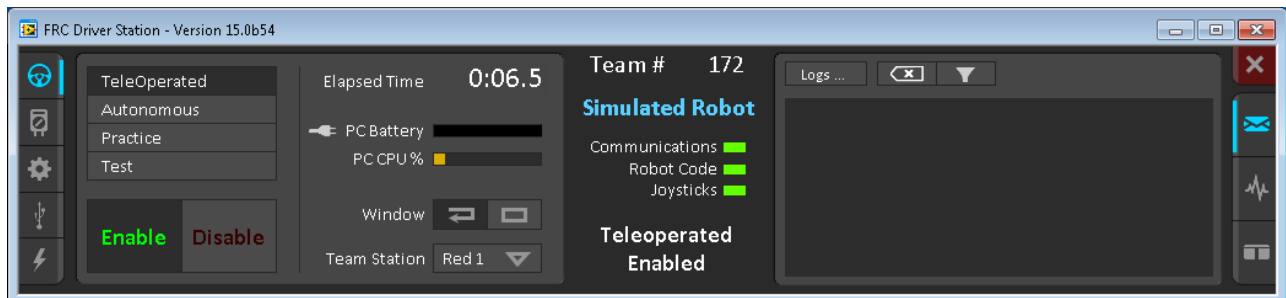 FRC Driver Station - Version 15.0b54
TeleOperated
Autonomous
Practice
Test
Enable Disable
Elapsed Time 0:06.5
PC Battery
PC CPU %
Window
Team Station Red 1
Team # 172
Simulated Robot
Communications
Robot Code
Joysticks
Teleoperated
Enabled
Logs ...